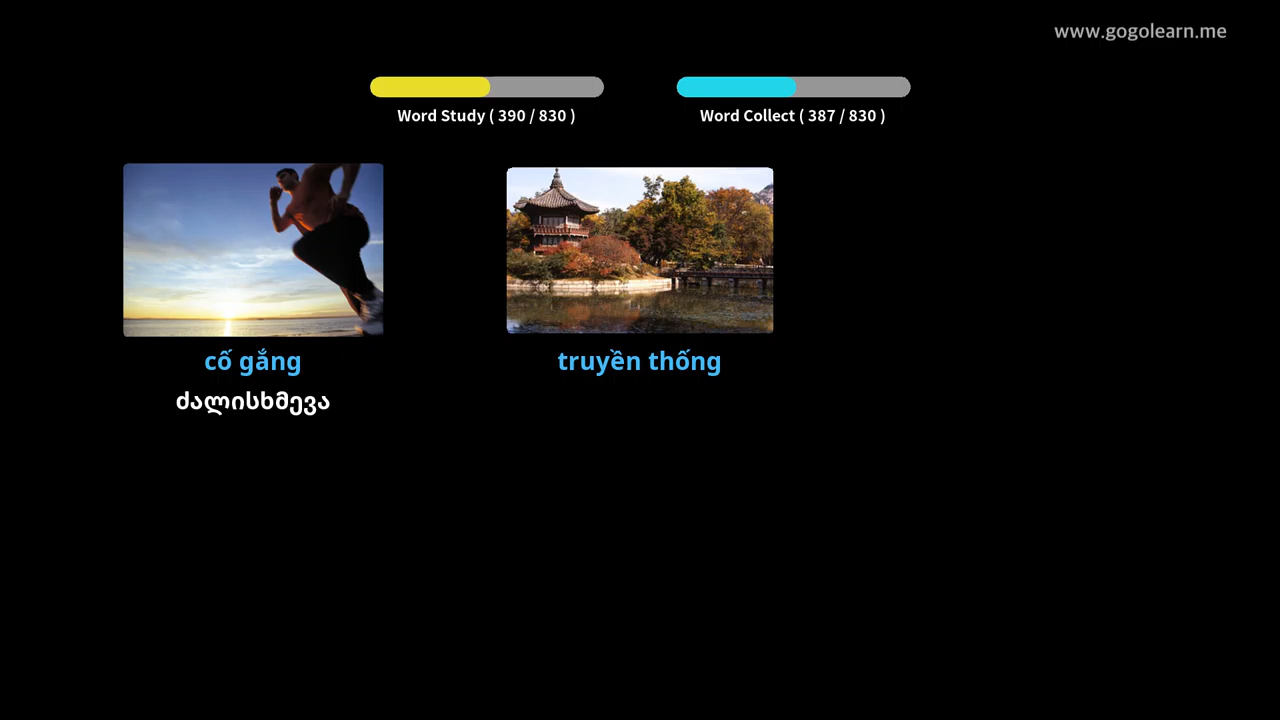 www.gogolearn.me
Word Study ( 390 / 830 )
Word Collect ( 387 / 830 )
cố gắng
truyền thống
ძალისხმევა